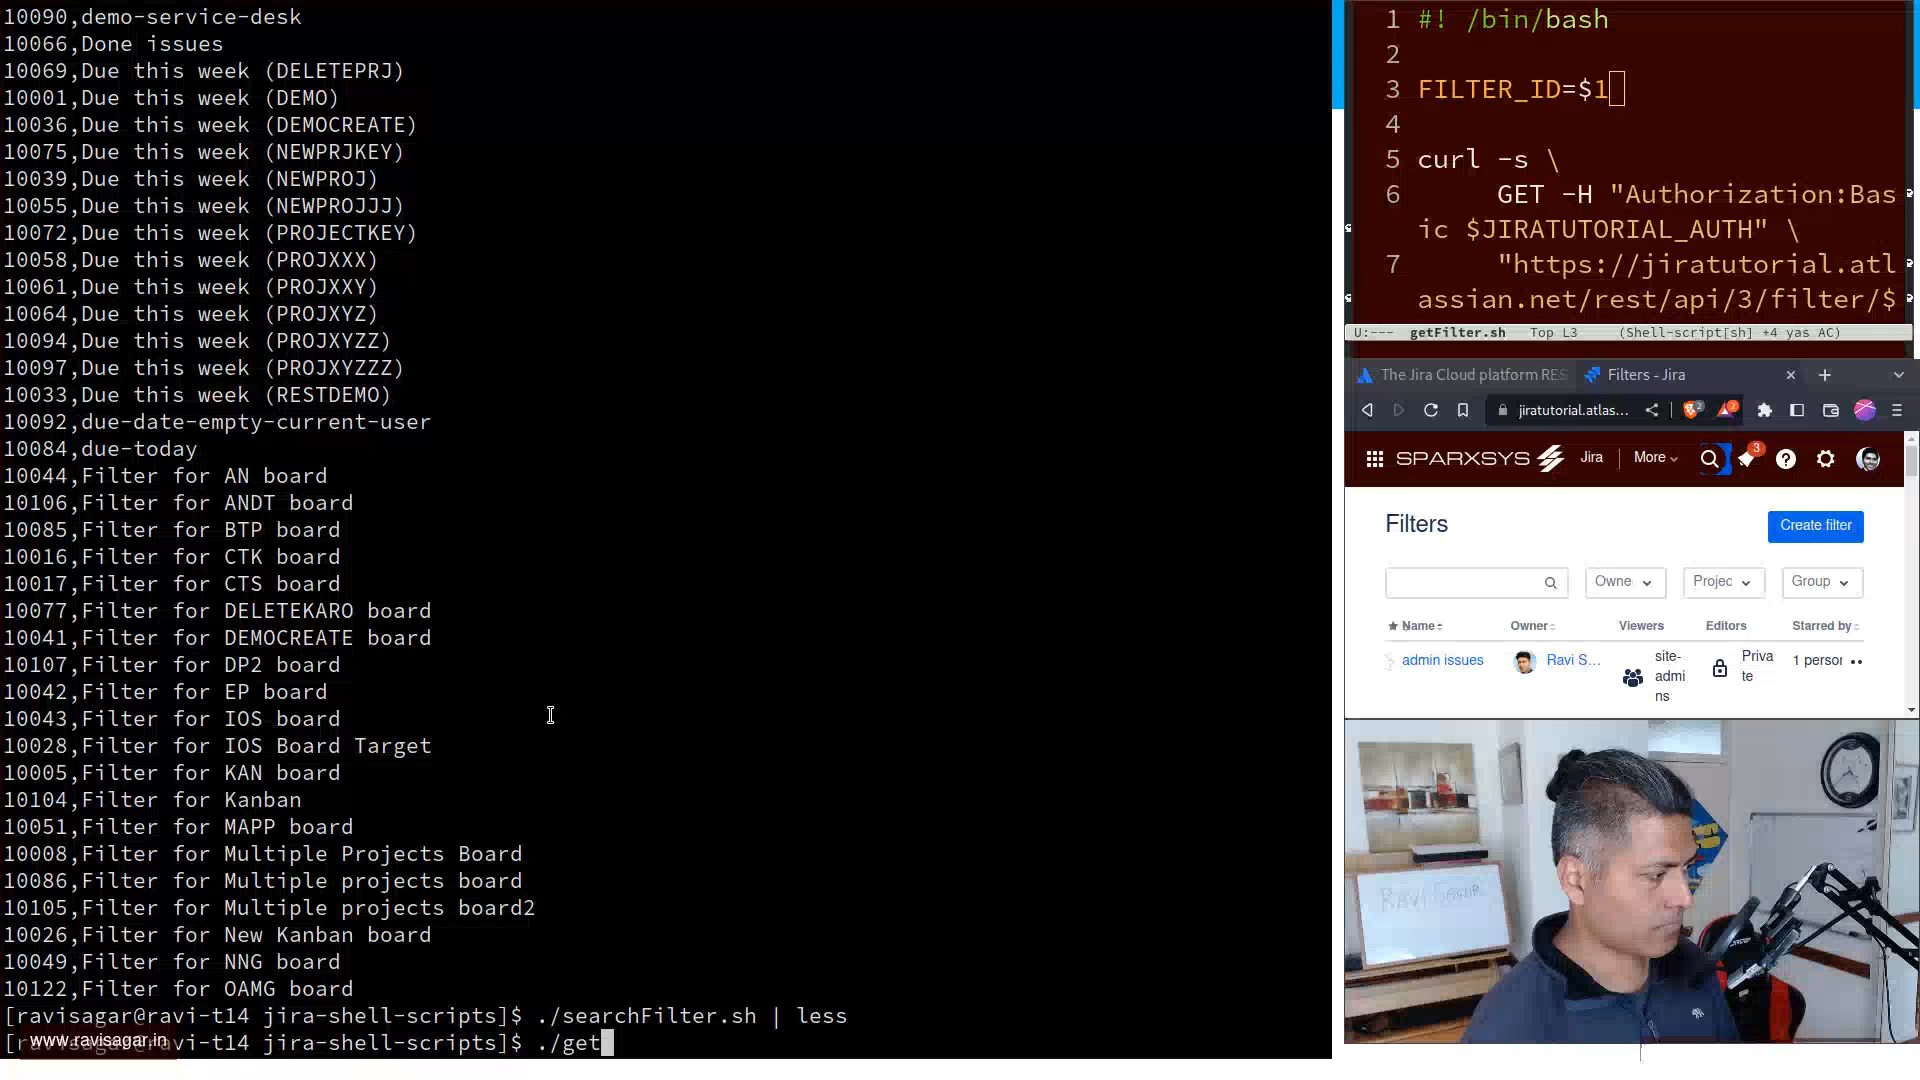 10090,demo-service-desk
10066,Done issues
10069,Due this week (DELETEPRJ)
10001,Due this week (DEMO)
10036,Due this week (DEMOCREATE)
10075,Due this week (NEWPRJKEY)
10039,Due this week (NEWPROJ)
10055,Due this week (NEWPROJJJ)
10072,Due this week (PROJECTKEY)
10058,Due this week (PROJXXX)
10061,Due this week (PROJXXY)
10064,Due this week (PROJXYZ)
10094,Due this week (PROJXYZZ)
10097,Due this week (PROJXYZZZ)
10033,Due this week (RESTDEMO)
10092,due-date-empty-current-user
10084,due-today
10044,Filter for AN board
10106,Filter for ANDT board
10085,Filter for BTP board
10016,Filter for CTK board
10017,Filter for CTS board
10077,Filter for DELETEKARO board
10041,Filter for DEMOCREATE board
10107,Filter for DP2 board
10042,Filter for EP board
10043,Filter for IOS board
10028,Filter for IOS Board Target
10005,Filter for KAN board
10104,Filter for Kanban
10051,Filter for MAPP board
10008,Filter for Multiple Projects Board
10086,Filter for Multiple projects board
10105,Filter for Multiple projects board2
10026,Filter for New Kanban board
10049,Filter for NNG board
10122,Filter for OAMG board
[ravisagar@ravi-t14 jira-shell-scripts]$ ./searchFilter.sh | less
[ravisagar@ravi-t14 jira-shell-scripts]$ ./get
www.ravisagar.in
1 #! /bin/bash
2
3 FILTER_ID=$1
4
5 curl -s \
6 GET -H "Authorization:Bas
ic $JIRATUTORIAL_AUTH" \
7 "https://jiratutorial.atl
assian.net/rest/api/3/filter/$
U:--- getFilter.sh Top L3 (Shell-script[sh] +4 yas AC)
The Jira Cloud platform RES
Filters - Jira
jiratutorial.atlas...
2
2
SPARXSYS
Jira
More
3
Filters
Create filter
Owne
Projec
Group
Name
Owner
Viewers
Editors
Starred by
admin issues
Ravi S...
site-
admi
ns
Priva
te
1 person
RAVI SAGAR